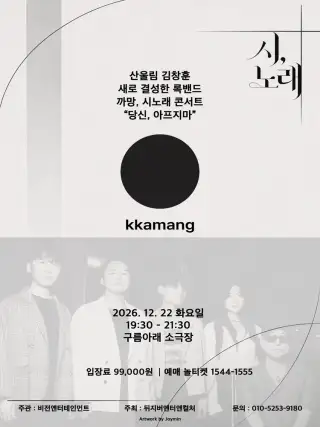 시,
노래
산울림 김창훈
새로 결성한 록밴드
까망, 시노래 콘서트
“당신, 아프지마”
kkamang
2026. 12. 22 화요일
19:30 - 21:30
구름아래 소극장
입장료 99,000원 | 예매 놀티켓 1544-1555
주관 : 비전엔터테인먼트 주최 : 뮈지버엔터앤컬처 문의 : 010-5253-9180
Artwork by Jaymin